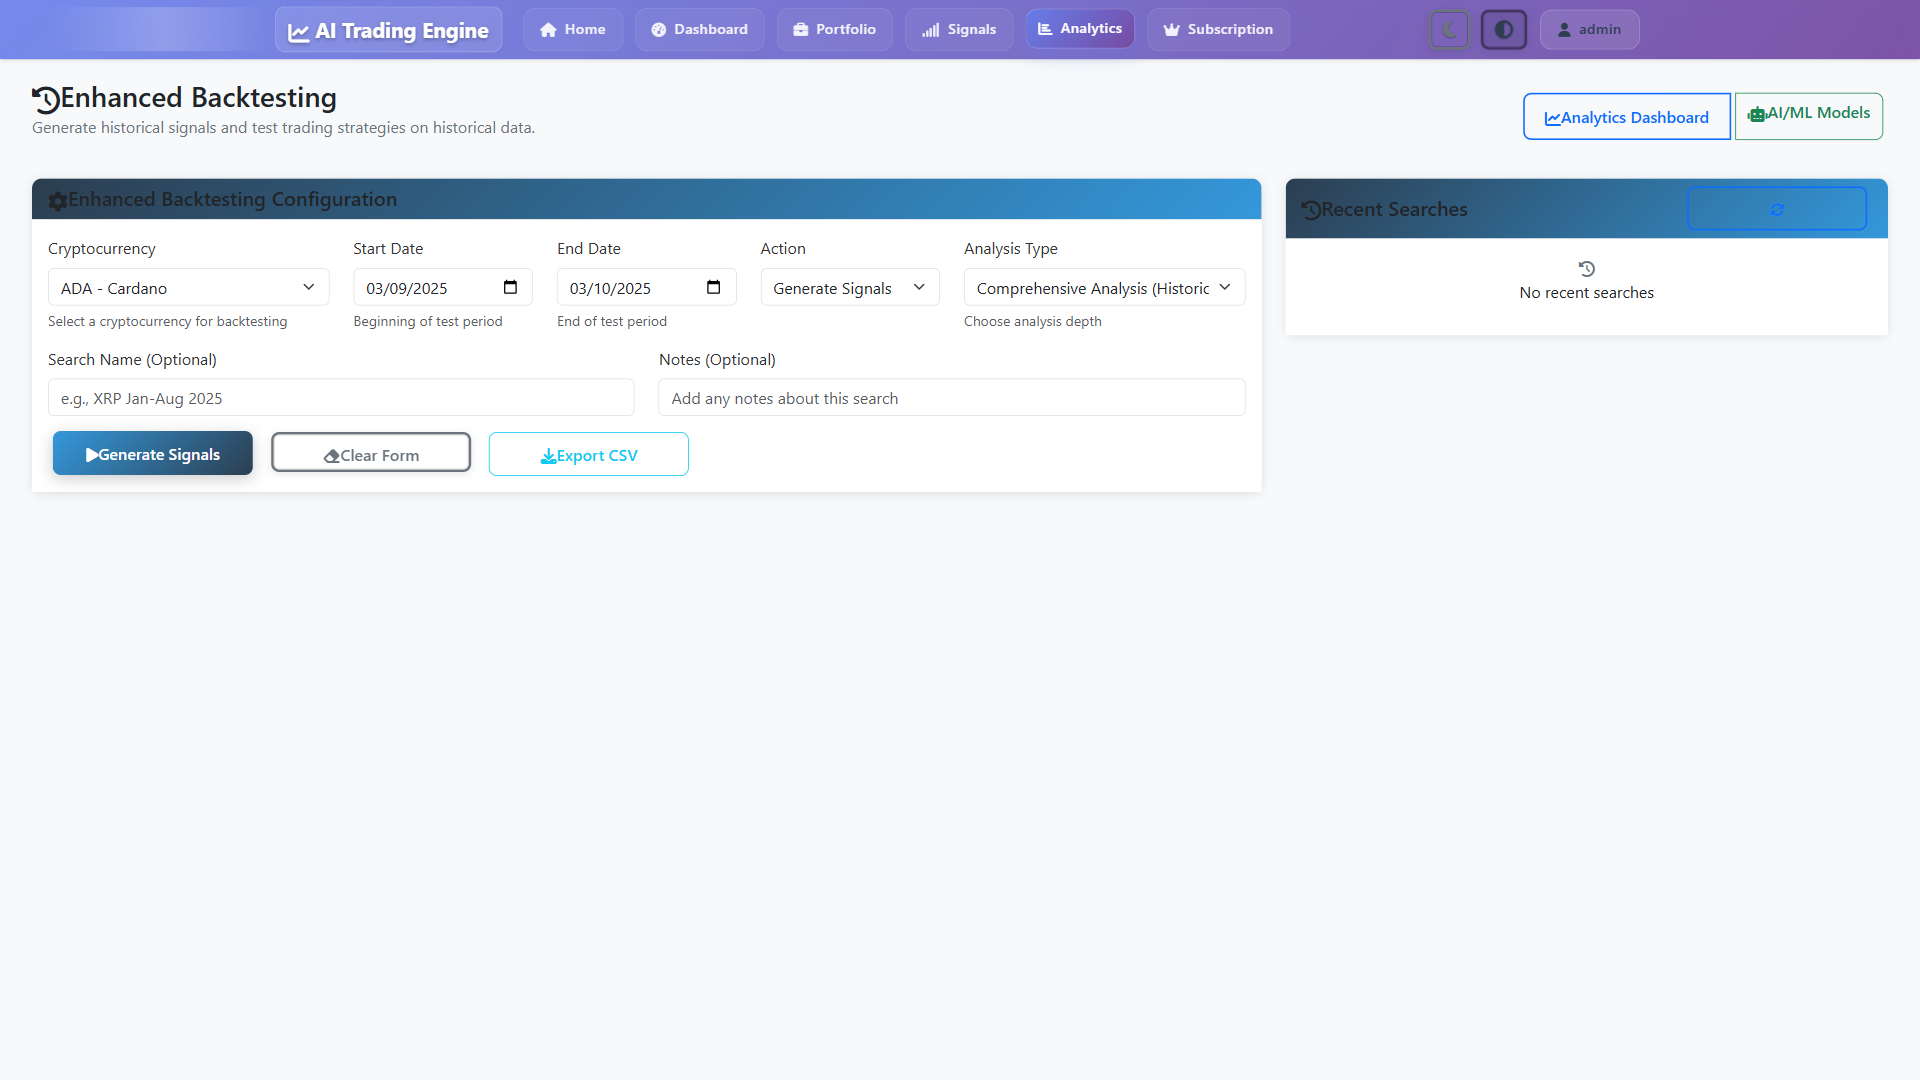 AI Trading Engine
Home
Dashboard
Portfolio
Signals
Analytics
Subscription
admin
Enhanced Backtesting
Generate historical signals and test trading strategies on historical data.
Analytics Dashboard
AI/ML Models
Enhanced Backtesting Configuration
Cryptocurrency
Start Date
End Date
Action
Analysis Type
ADA - Cardano
03/09/2025
03/10/2025
Generate Signals
Comprehensive Analysis (Historic
Select a cryptocurrency for backtesting
Beginning of test period
End of test period
Choose analysis depth
Search Name (Optional)
Notes (Optional)
e.g., XRP Jan-Aug 2025
Add any notes about this search
Generate Signals
Clear Form
Export CSV
Recent Searches
No recent searches